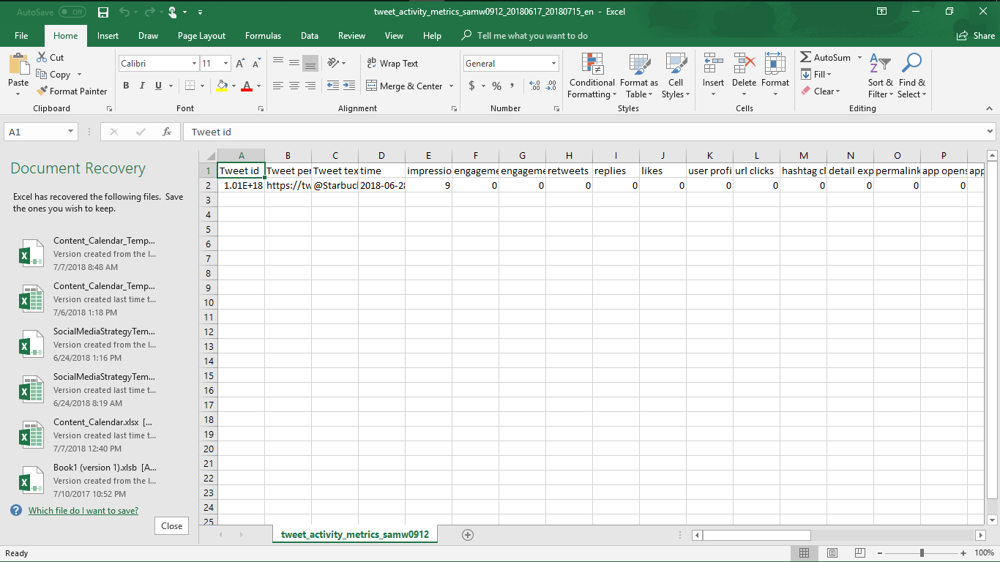 AutoSave Off
tweet_activity_metrics_samw0912_20180617_20180715_en - Excel
File Home Insert Draw Page Layout Formulas Data Review View Help Tell me what you want to do Share
Paste
Cut
Copy
Format Painter
Clipboard
Calibri 11
B I U
Font
Wrap Text
Merge & Center
Alignment
General
$ % ,
Number
Conditional Formatting
Format as Table
Cell Styles
Styles
Insert Delete Format
Cells
AutoSum
Fill
Clear
Sort & Filter
Find & Select
Editing
A1 fx Tweet id
Document Recovery
Excel has recovered the following files. Save
the ones you wish to keep.
Content_Calendar_Temp...
Version created from the l...
7/7/2018 8:48 AM
Content_Calendar_Temp...
Version created last time t...
7/6/2018 1:18 PM
SocialMediaStrategyTem...
Version created from the l...
6/24/2018 1:16 PM
SocialMediaStrategyTem...
Version created last time t...
6/24/2018 8:19 AM
Content_Calendar.xlsx [...
Version created last time t...
7/7/2018 12:40 PM
Book1 (version 1).xlsb [A...
Version created from the l...
7/10/2017 10:52 PM
Which file do I want to save?
Close
A B C D E F G H I J K L M N O P
1 Tweet id Tweet per Tweet tex time impressio engageme engageme retweets replies likes user profi url clicks hashtag cl detail exp permalink app opens app
2 1.01E+18 https://tw @Starbucl 2018-06-28 9 0 0 0 0 0 0 0 0 0 0 0
3
4
5
6
7
8
9
10
11
12
13
14
15
16
17
18
19
20
21
22
23
24
25
tweet_activity_metrics_samw0912
Ready
100%